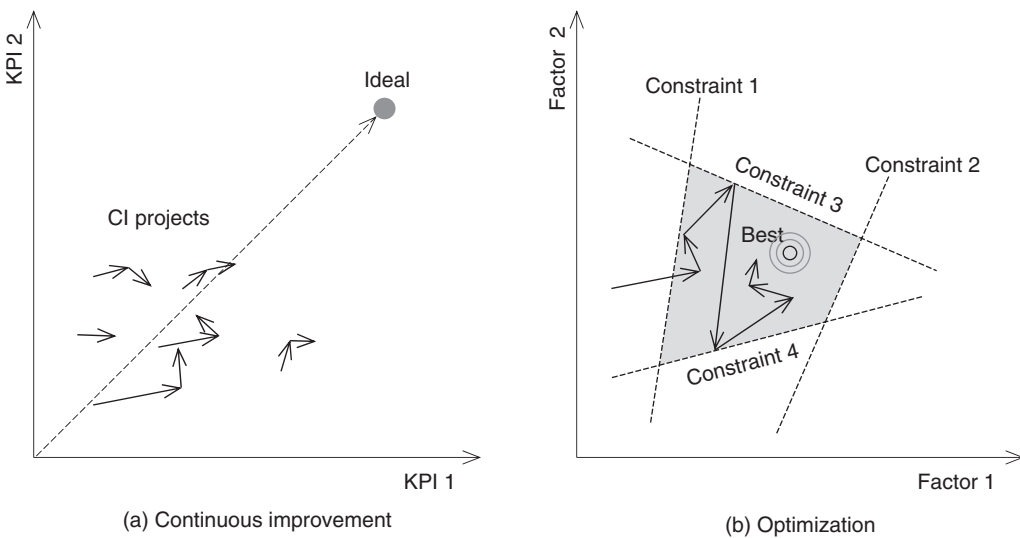 KPI 2
Ideal
CI projects
KPI 1
(a) Continuous improvement
Factor 2
Constraint 1
Constraint 2
Constraint 3
Best
Constraint 4
Factor 1
(b) Optimization